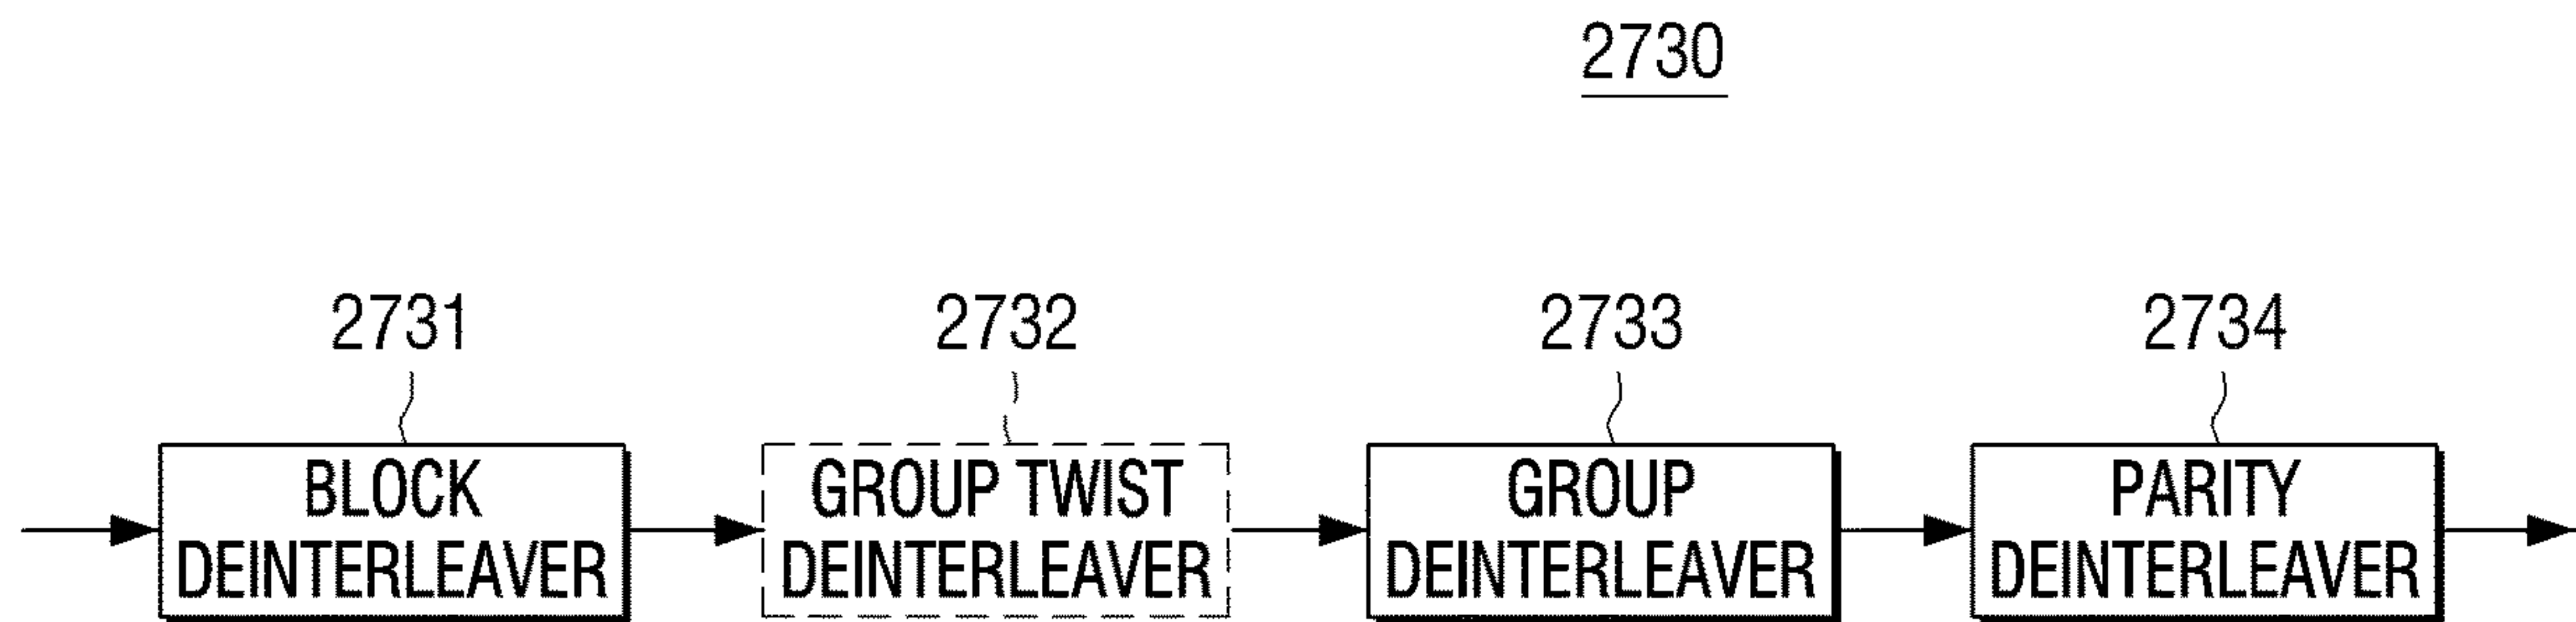 2730
2731
2732
2733
2734
BLOCK
DEINTERLEAVER
GROUP TWIST
DEINTERLEAVER
GROUP
DEINTERLEAVER
PARITY
DEINTERLEAVER